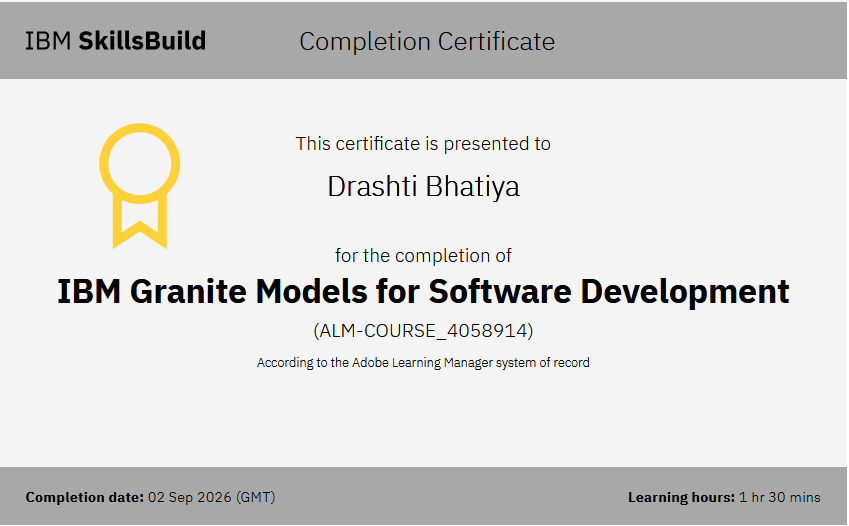 IBM SkillsBuild
Completion Certificate
This certificate is presented to
Drashti Bhatiya
for the completion of
IBM Granite Models for Software Development
(ALM-COURSE_4058914)
According to the Adobe Learning Manager system of record
Completion date: 02 Sep 2026 (GMT)
Learning hours: 1 hr 30 mins